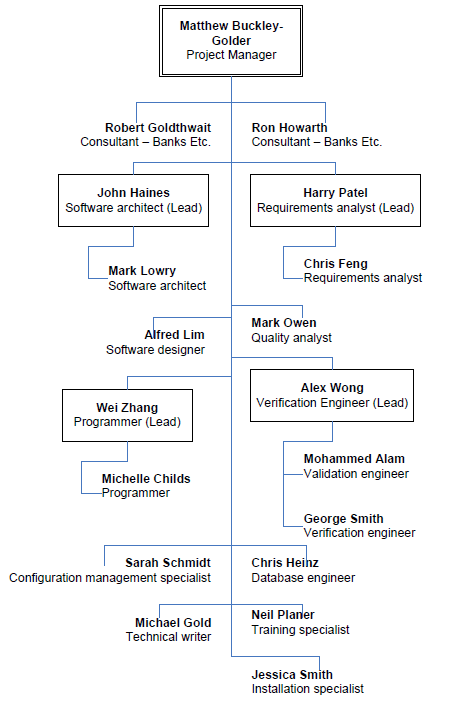 Matthew Buckley-
Golder
Project Manager
Robert Goldthwait
Consultant – Banks Etc.
Ron Howarth
Consultant – Banks Etc.
John Haines
Software architect (Lead)
Harry Patel
Requirements analyst (Lead)
Mark Lowry
Software architect
Chris Feng
Requirements analyst
Alfred Lim
Software designer
Mark Owen
Quality analyst
Wei Zhang
Programmer (Lead)
Alex Wong
Verification Engineer (Lead)
Michelle Childs
Programmer
Mohammed Alam
Validation engineer
George Smith
Verification engineer
Sarah Schmidt
Configuration management specialist
Chris Heinz
Database engineer
Michael Gold
Technical writer
Neil Planer
Training specialist
Jessica Smith
Installation specialist